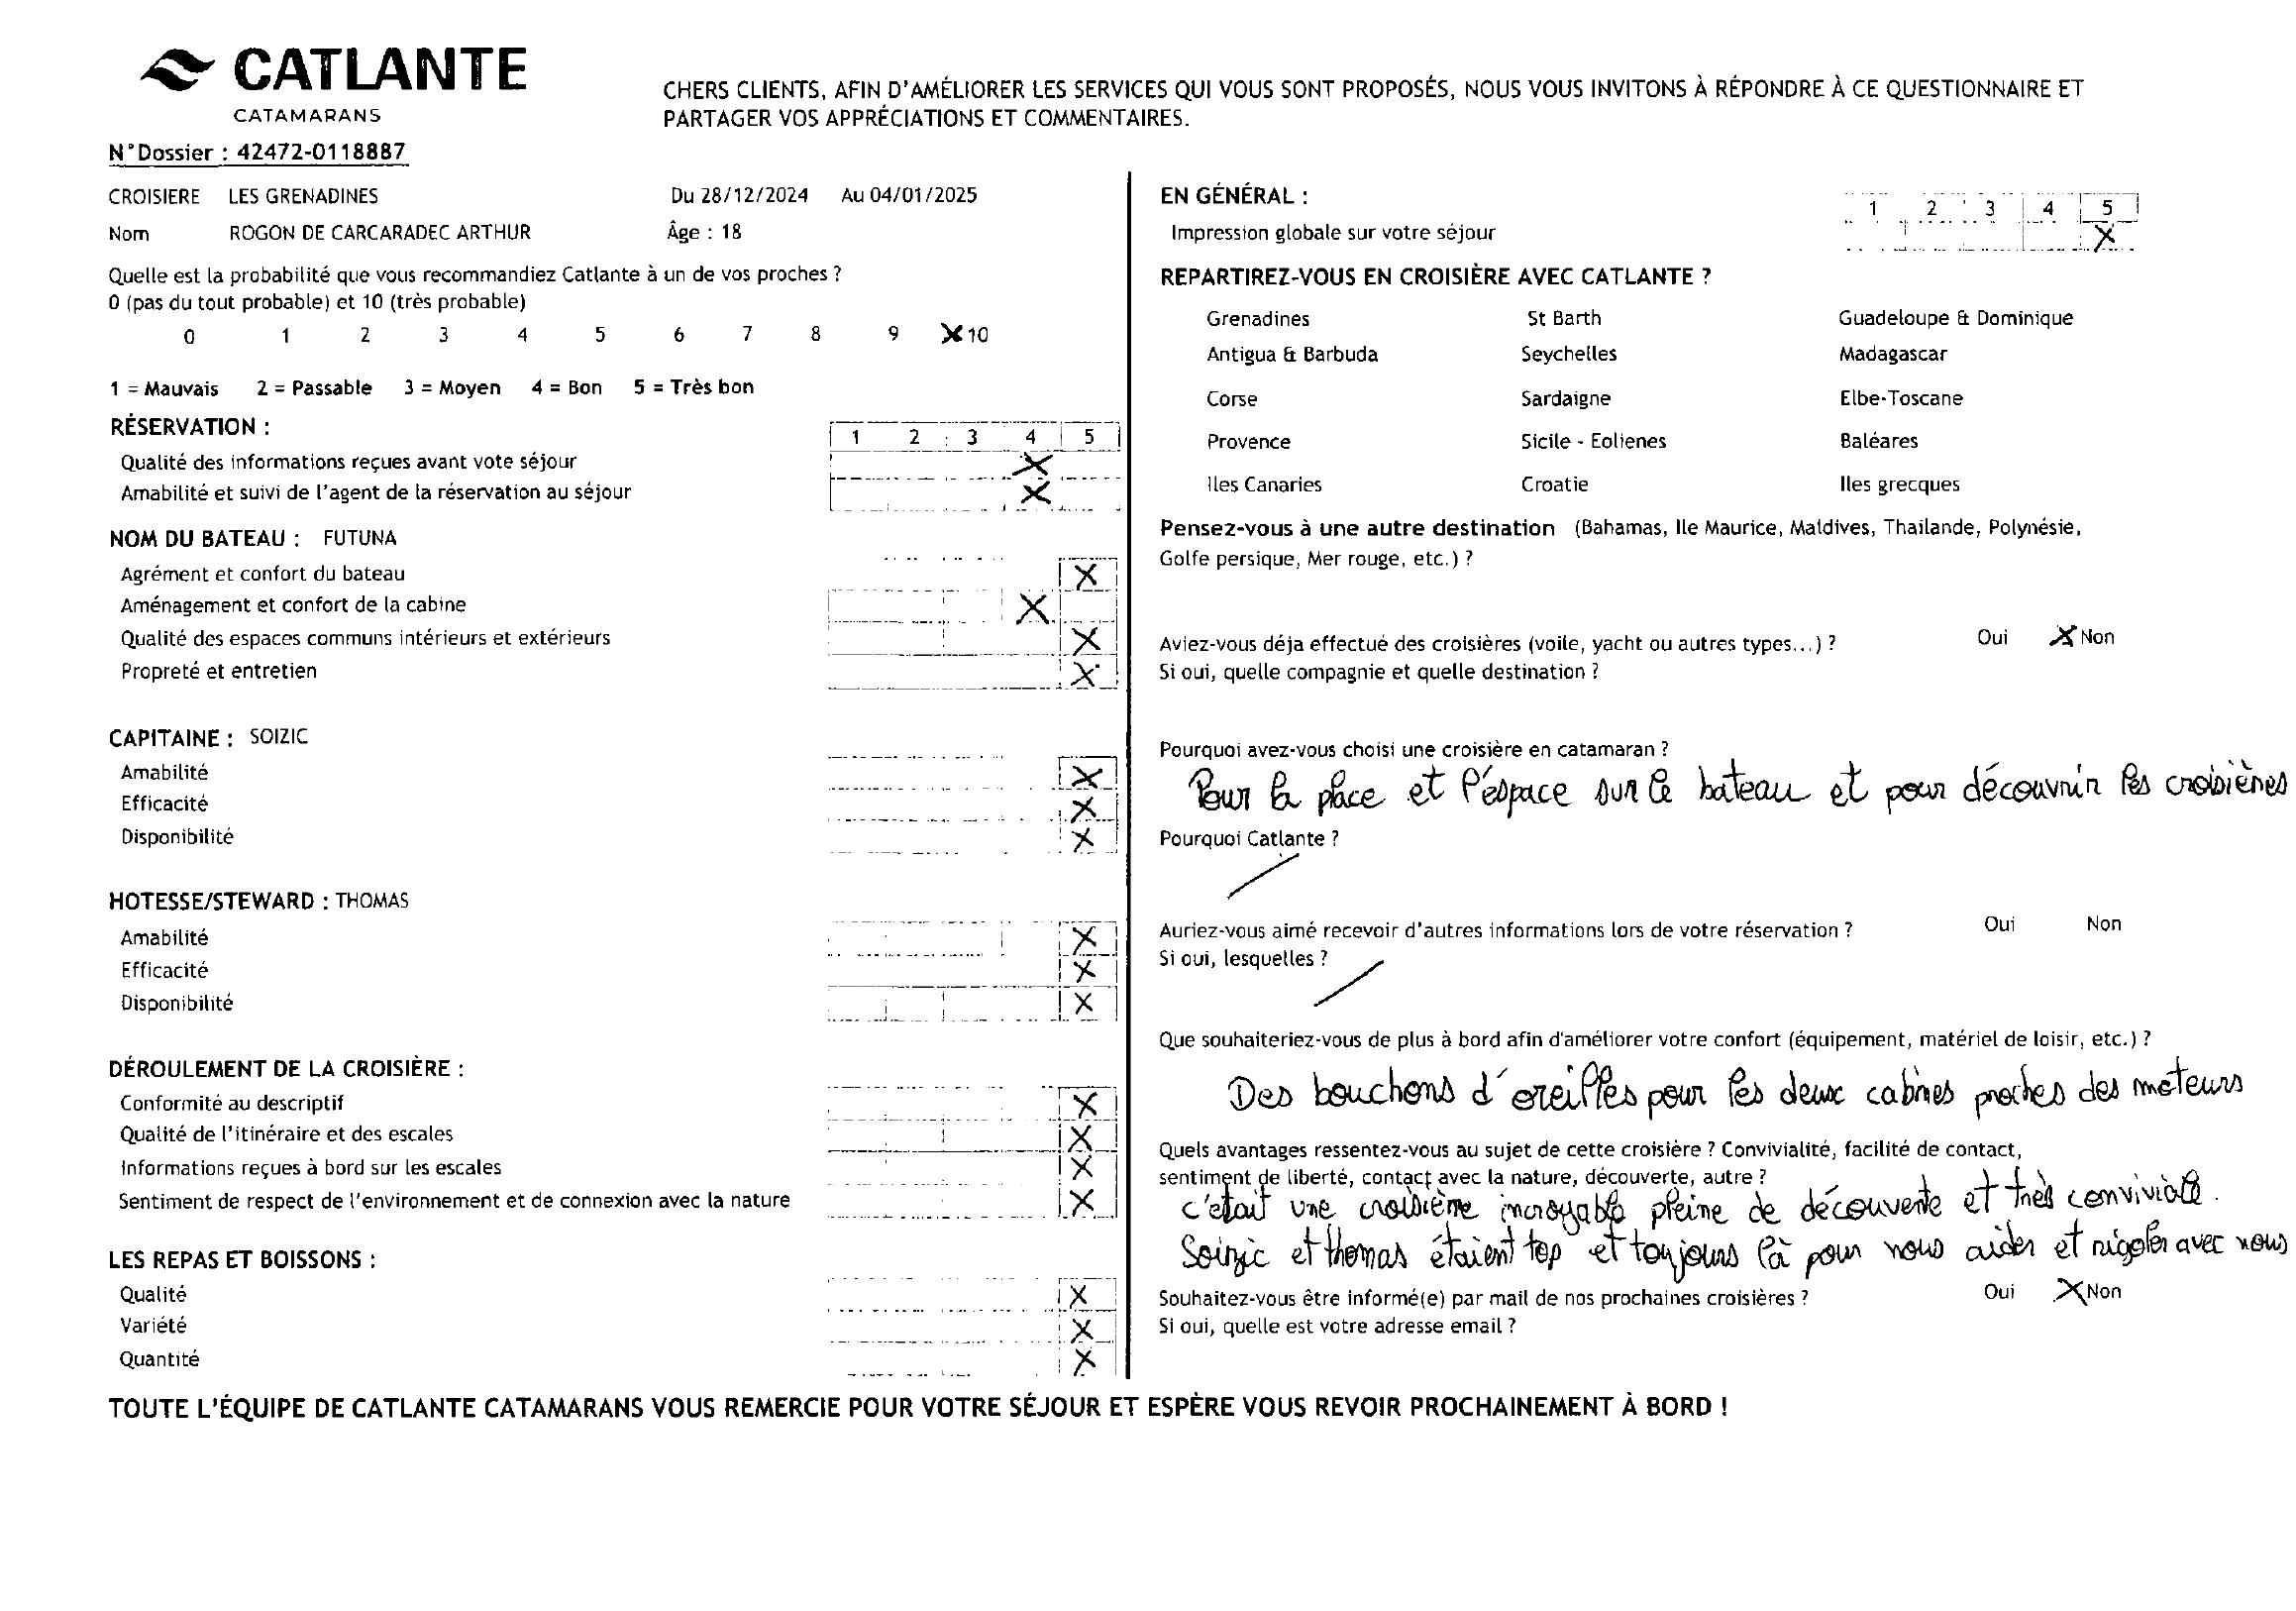 CATLANTE
CATAMARANS
CHERS CLIENTS, AFIN D'AMÉLIORER LES SERVICES QUI VOUS SONT PROPOSÉS, NOUS VOUS INVITONS À RÉPONDRE À CE QUESTIONNAIRE ET
PARTAGER VOS APPRÉCIATIONS ET COMMENTAIRES.
N°Dossier : 42472-0118887
CROISIERE LES GRENADINES Du 28/12/2024 Au 04/01/2025
Nom ROGON DE CARCARADEC ARTHUR Âge : 18
Quelle est la probabilité que vous recommandiez Catlante à un de vos proches ?
0 (pas du tout probable) et 10 (très probable)
0 1 2 3 4 5 6 7 8 9 X 10
1 = Mauvais 2 = Passable 3 = Moyen 4 = Bon 5 = Très bon
RÉSERVATION : 1 2 3 4 5
Qualité des informations reçues avant vote séjour X
Amabilité et suivi de l'agent de la réservation au séjour X
NOM DU BATEAU : FUTUNA
Agrément et confort du bateau X
Aménagement et confort de la cabine X
Qualité des espaces communs intérieurs et extérieurs X
Propreté et entretien X
CAPITAINE : SOIZIC
Amabilité X
Efficacité X
Disponibilité X
HOTESSE/STEWARD : THOMAS
Amabilité X
Efficacité X
Disponibilité X
DÉROULEMENT DE LA CROISIÈRE :
Conformité au descriptif X
Qualité de l'itinéraire et des escales X
Informations reçues à bord sur les escales X
Sentiment de respect de l'environnement et de connexion avec la nature X
LES REPAS ET BOISSONS :
Qualité X
Variété X
Quantité X
EN GÉNÉRAL : 1 2 3 4 5
Impression globale sur votre séjour X
REPARTIREZ-VOUS EN CROISIÈRE AVEC CATLANTE ?
Grenadines St Barth Guadeloupe & Dominique
Antigua & Barbuda Seychelles Madagascar
Corse Sardaigne Elbe-Toscane
Provence Sicile - Eolienes Baléares
Iles Canaries Croatie Iles grecques
Pensez-vous à une autre destination (Bahamas, Ile Maurice, Maldives, Thailande, Polynésie,
Golfe persique, Mer rouge, etc.) ?
Aviez-vous déja effectué des croisières (voile, yacht ou autres types...) ? Oui X Non
Si oui, quelle compagnie et quelle destination ?
Pourquoi avez-vous choisi une croisière en catamaran ?
Pour la place et l'éspace sur le bateau et pour découvrir les croisières
Pourquoi Catlante ?
Auriez-vous aimé recevoir d'autres informations lors de votre réservation ? Oui Non
Si oui, lesquelles ?
Que souhaiteriez-vous de plus à bord afin d'améliorer votre confort (équipement, matériel de loisir, etc.) ?
Des bouchons d'oreilles pour les deux cabines proches des moteurs
Quels avantages ressentez-vous au sujet de cette croisière ? Convivialité, facilité de contact,
sentiment de liberté, contact avec la nature, découverte, autre ?
c'était une croisière incroyable pleine de découverte et très conviviale.
Soizic et thomas étaient top et toujours là pour nous aider et rigoler avec nous
Souhaitez-vous être informé(e) par mail de nos prochaines croisières ? Oui X Non
Si oui, quelle est votre adresse email ?
TOUTE L'ÉQUIPE DE CATLANTE CATAMARANS VOUS REMERCIE POUR VOTRE SÉJOUR ET ESPÈRE VOUS REVOIR PROCHAINEMENT À BORD !